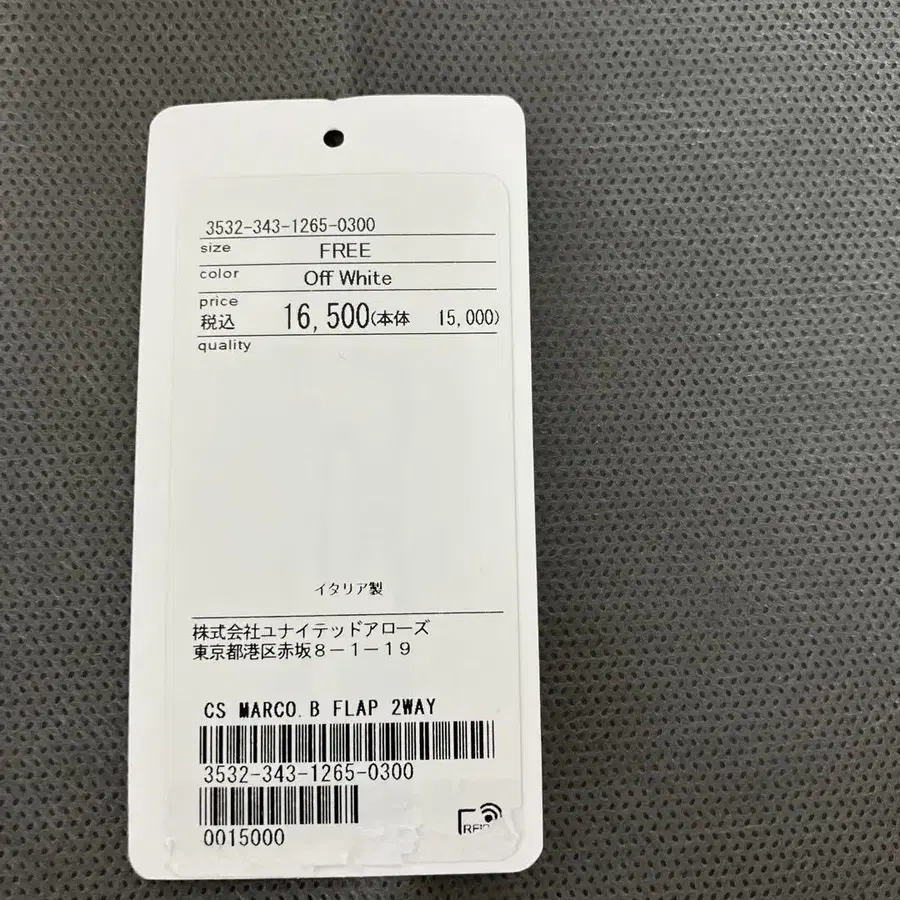 3532-343-1265-0300
size FREE
color Off White
price
税込 16,500(本体 15,000)
quality
イタリア製
株式会社ユナイテッドアローズ
東京都港区赤坂8-1-19
CS MARCO.B FLAP 2WAY
3532-343-1265-0300
0015000
RFID